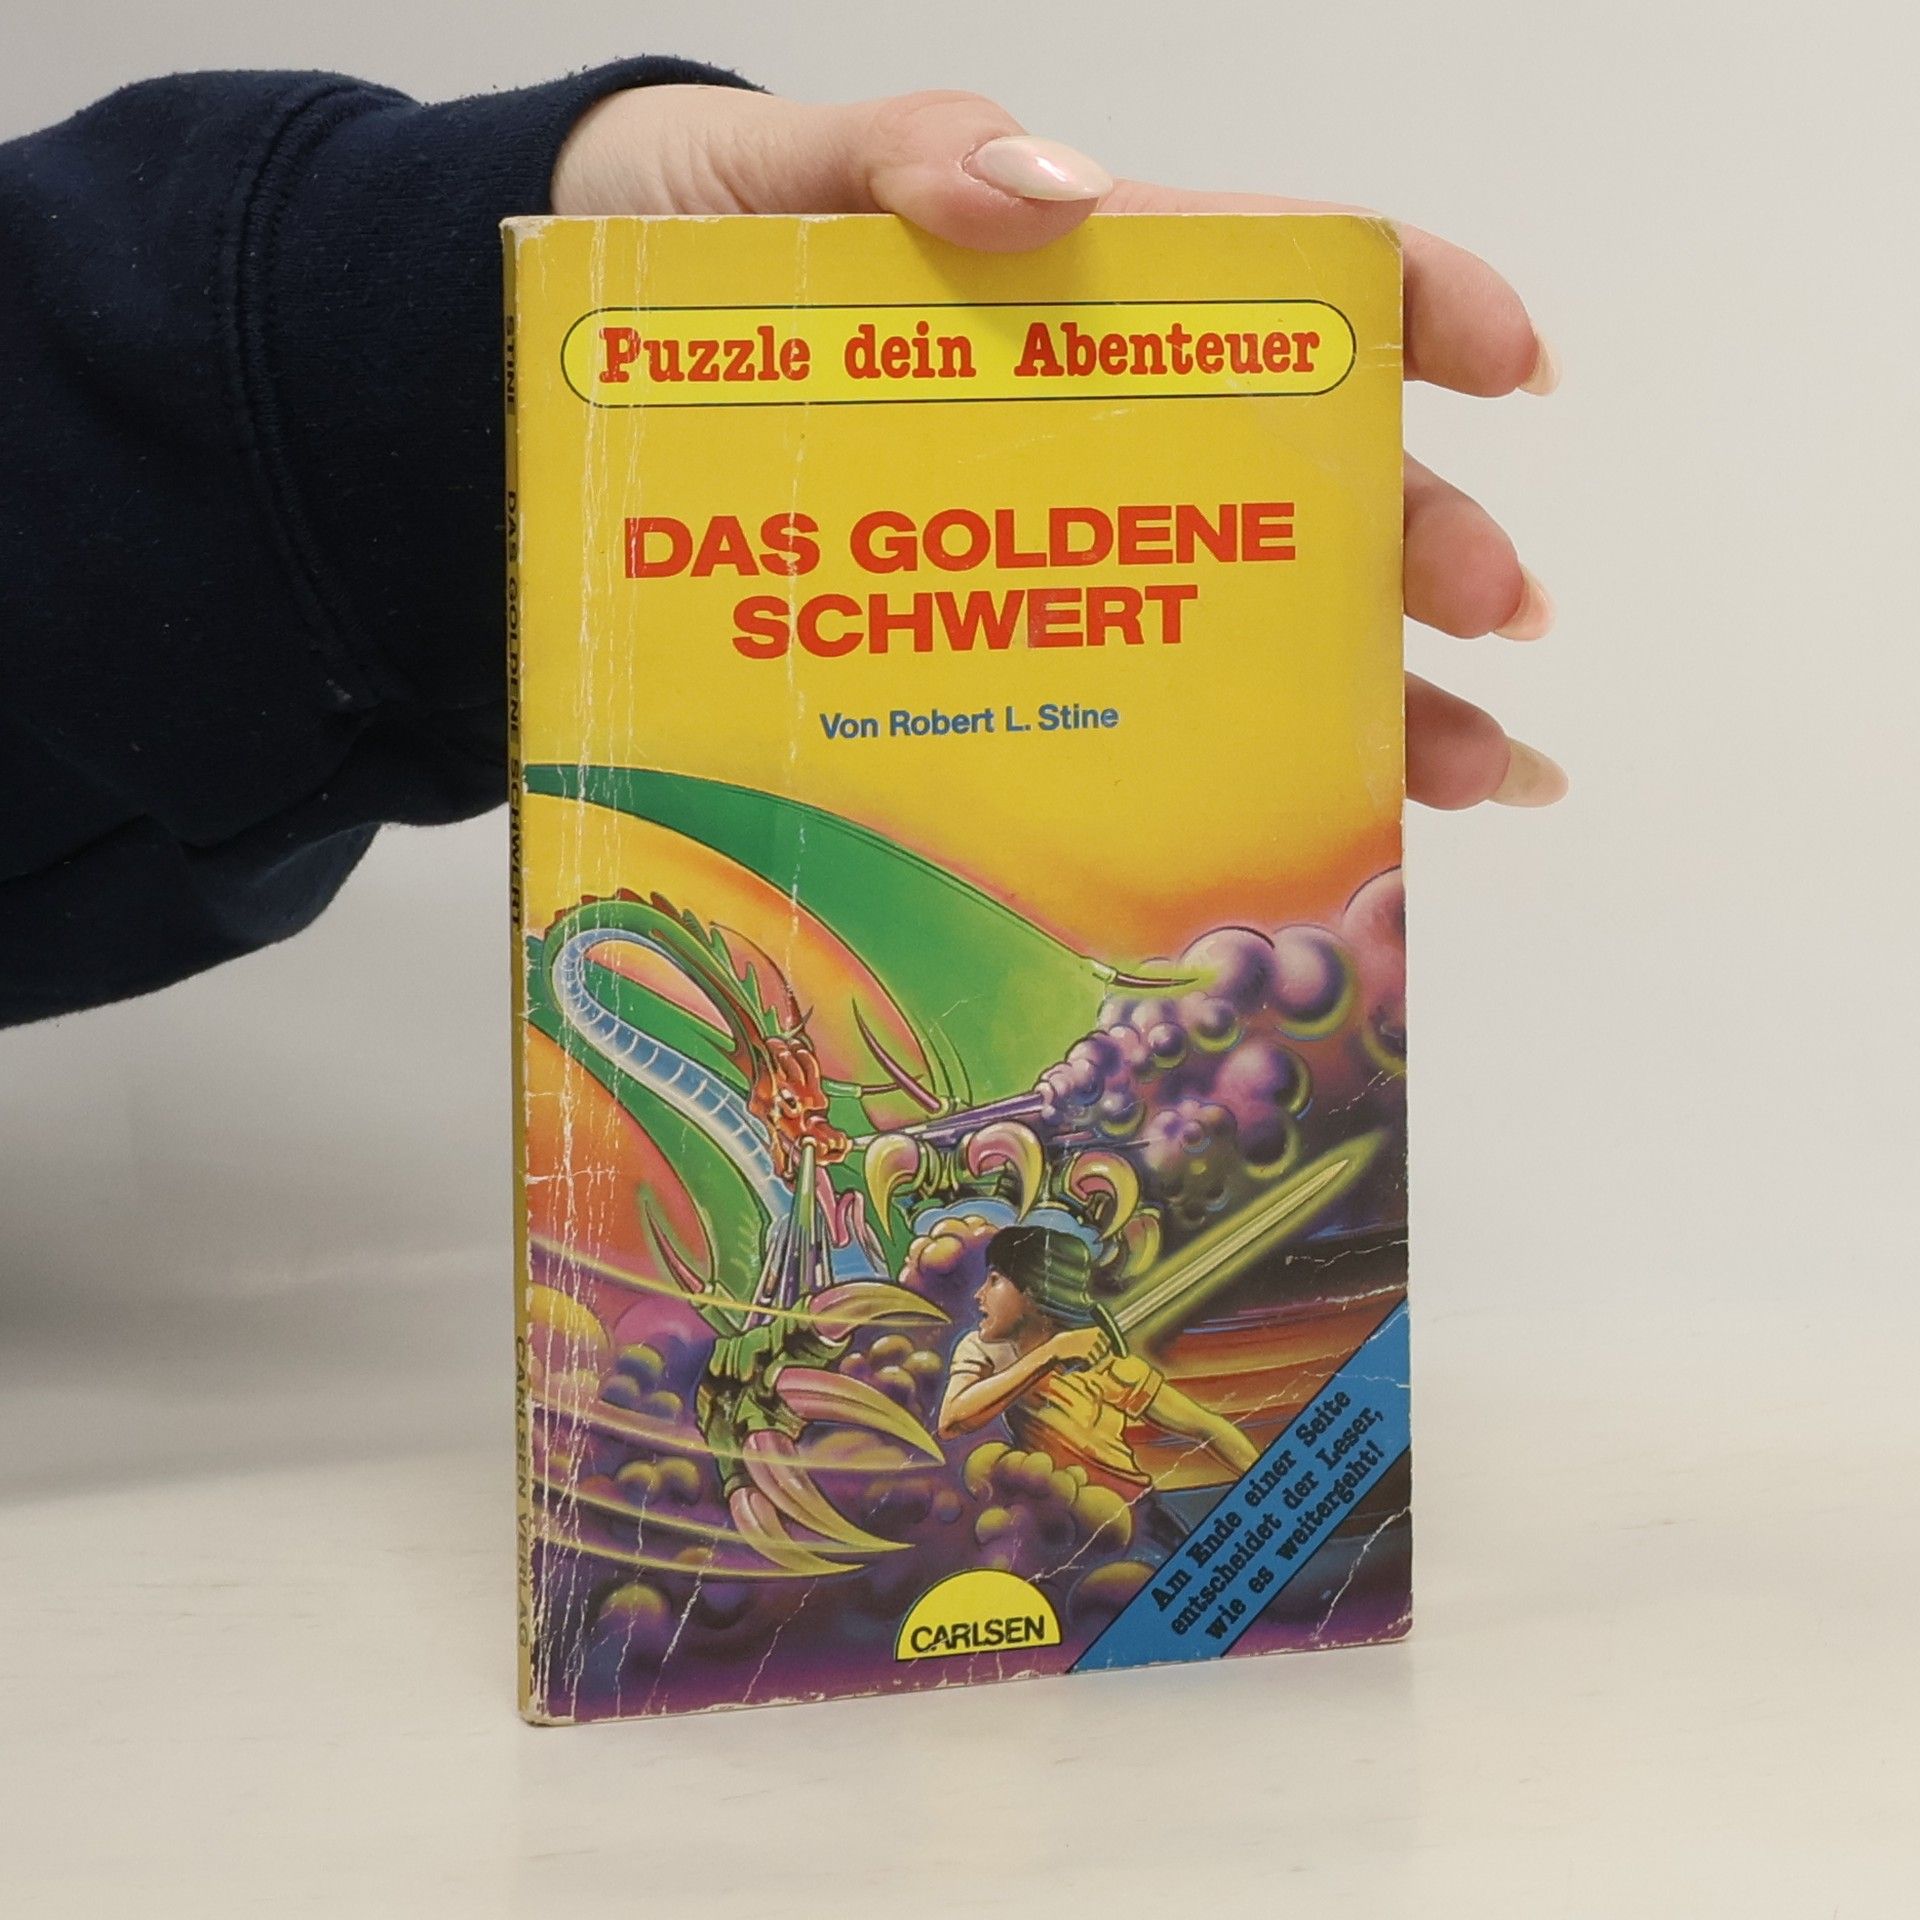 Puzzle dein Abenteuer
DAS GOLDENE
SCHWERT
Von Robert L. Stine
Am Ende einer Seite
entscheidet der Leser,
wie es weitergeht!
CARLSEN
STINE DAS GOLDENE SCHWERT CARLSEN VERLAG